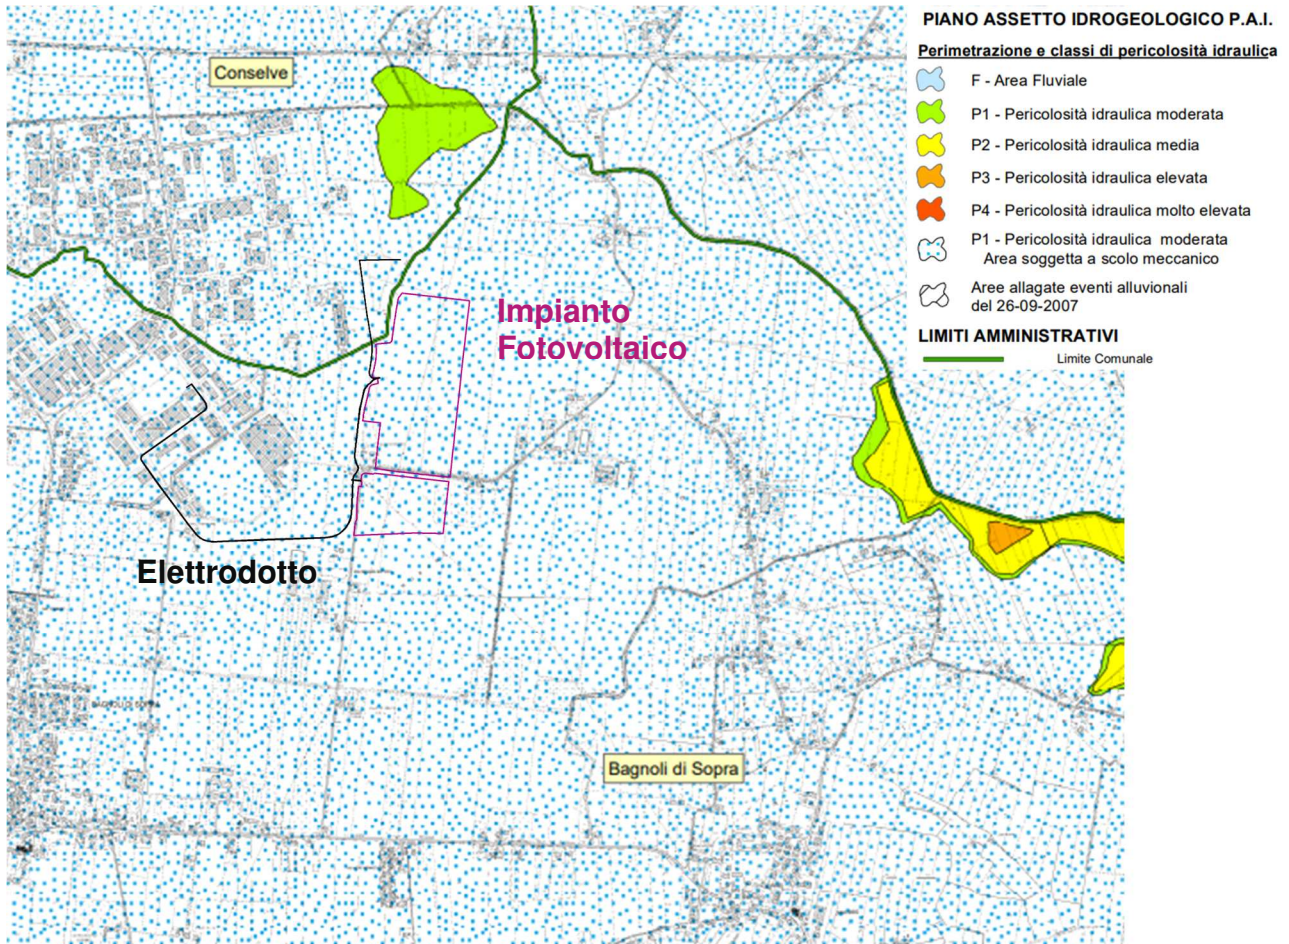 PIANO ASSETTO IDROGEOLOGICO P.A.I.
Perimetrazione e classi di pericolosità idraulica
F - Area Fluviale
P1 - Pericolosità idraulica moderata
P2 - Pericolosità idraulica media
P3 - Pericolosità idraulica elevata
P4 - Pericolosità idraulica molto elevata
P1 - Pericolosità idraulica moderata
Area soggetta a scolo meccanico
Aree allagate eventi alluvionali
del 26-09-2007
LIMITI AMMINISTRATIVI
Limite Comunale
Conselve
Impianto
Fotovoltaico
Elettrodotto
Bagnoli di Sopra